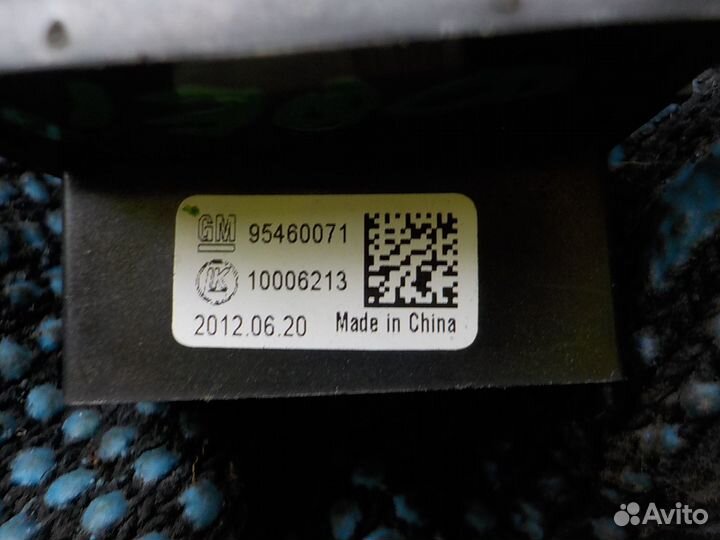 GM 95460071
K 10006213
2012.06.20 Made in China
Avito